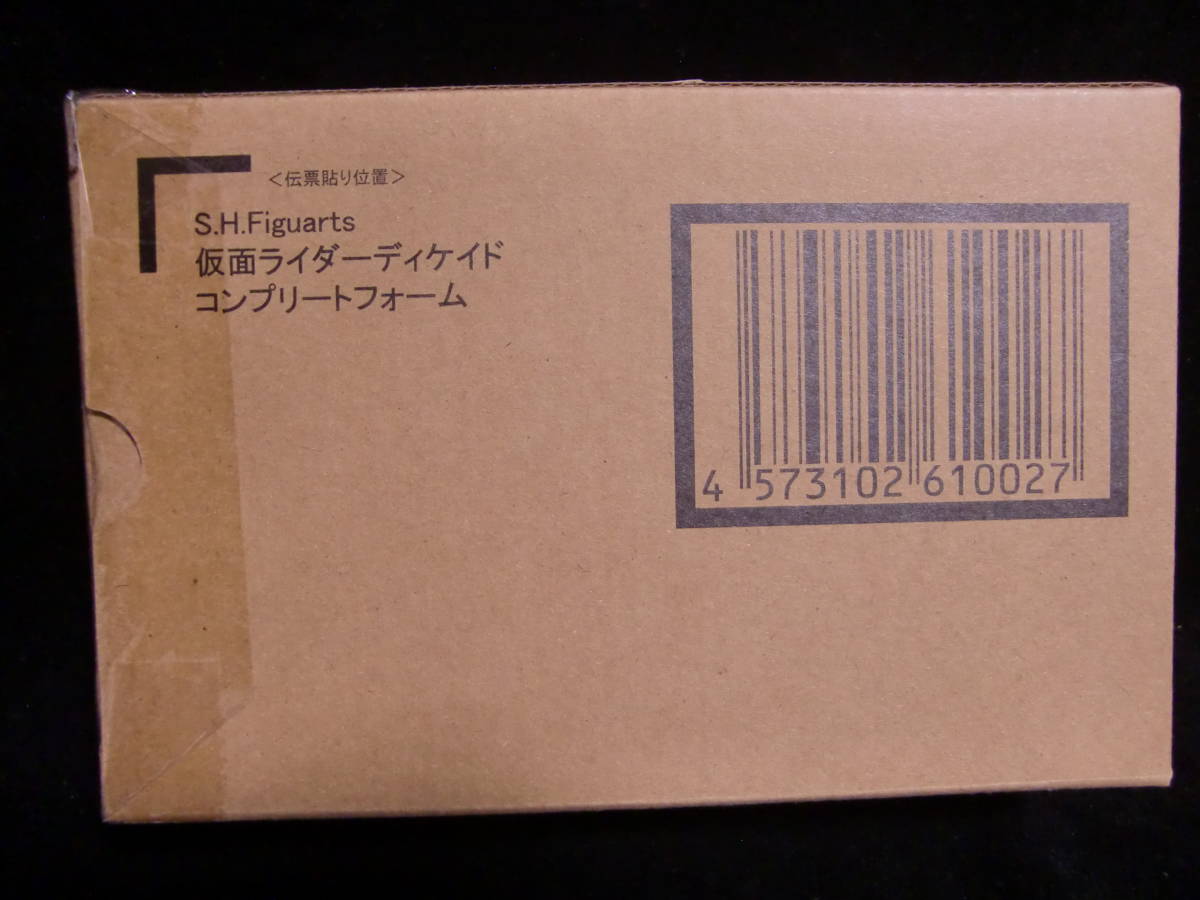 <伝票貼り位置>
S.H.Figuarts
仮面ライダーディケイド
コンプリートフォーム
4 573102 610027